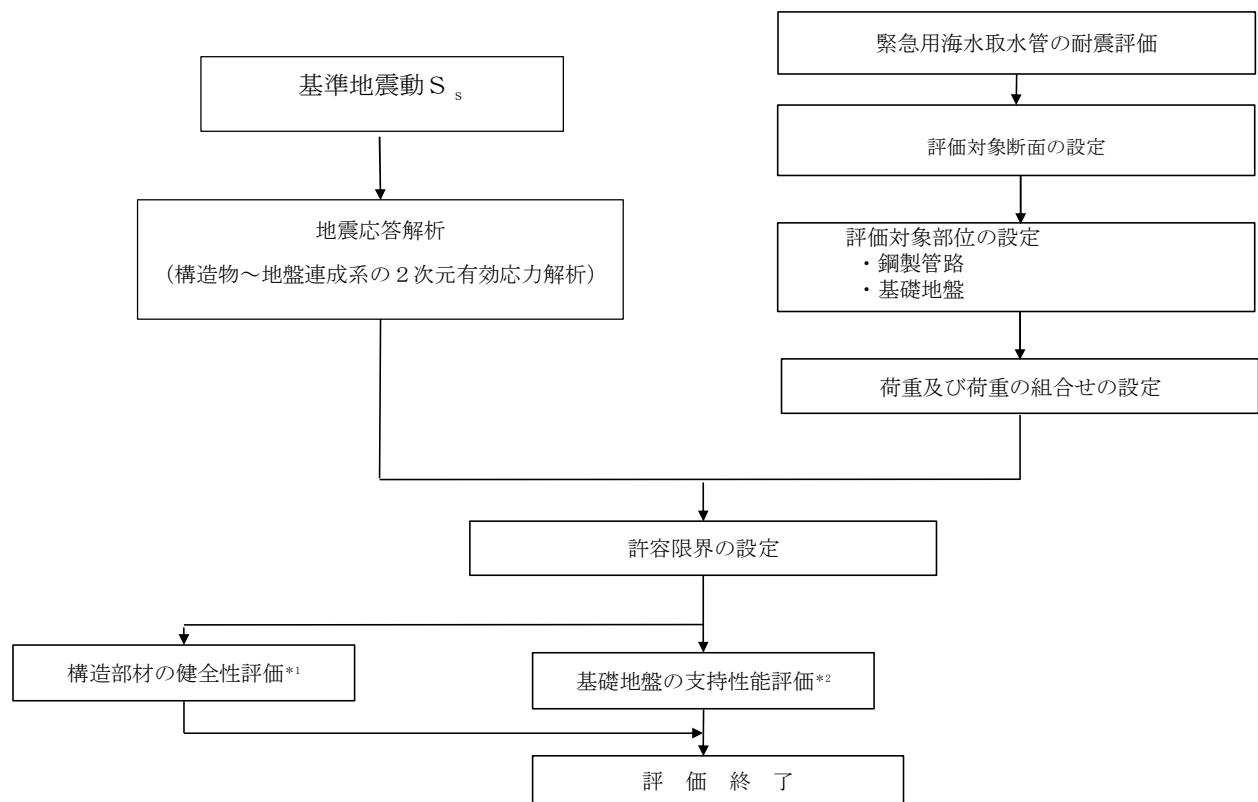 緊急用海水取水管の耐震評価
基準地震動Ｓs
評価対象断面の設定
地震応答解析
（構造物～地盤連成系の２次元有効応力解析）
評価対象部位の設定
・鋼製管路
・基礎地盤
荷重及び荷重の組合せの設定
許容限界の設定
構造部材の健全性評価*1
基礎地盤の支持性能評価*2
評　価　終　了